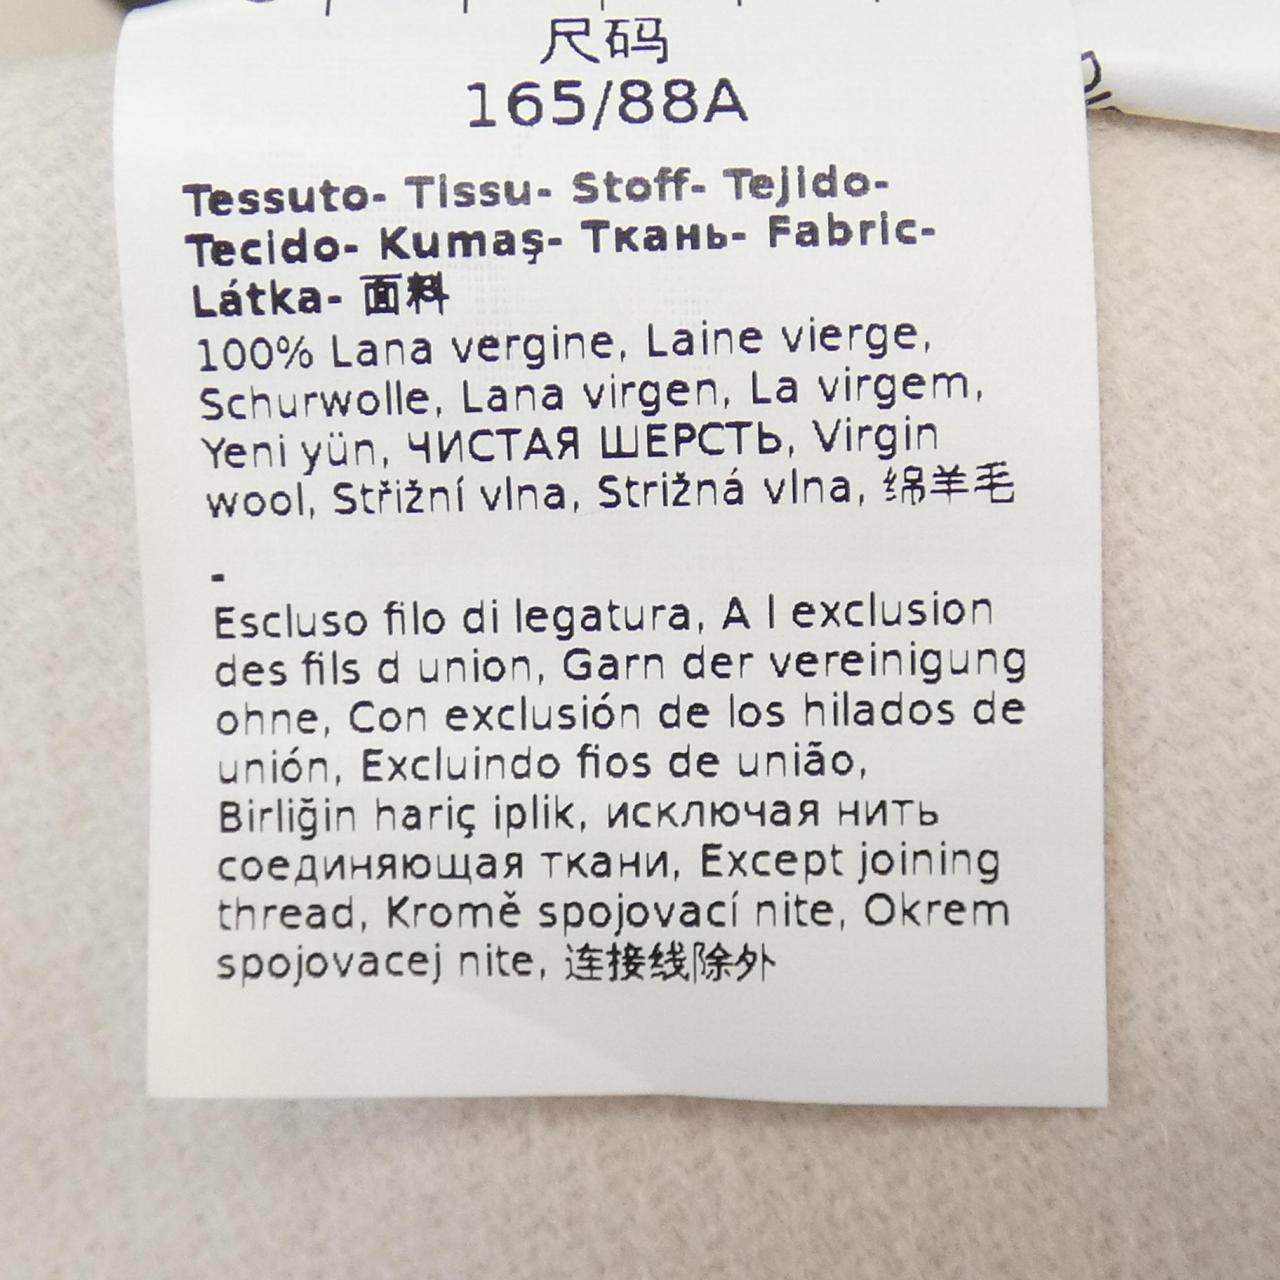 尺码
165/88A
Tessuto- Tissu- Stoff- Tejido-
Tecido- Kumaş- Ткань- Fabric-
Látka- 面料
100% Lana vergine, Laine vierge,
Schurwolle, Lana virgen, La virgem,
Yeni yün, ЧИСТАЯ ШЕРСТЬ, Virgin
wool, Střižní vlna, Strižná vlna, 绵羊毛
-
Escluso filo di legatura, A l exclusion
des fils d union, Garn der vereinigung
ohne, Con exclusión de los hilados de
unión, Excluindo fios de união,
Birliğin hariç iplik, исключая нить
соединяющая ткани, Except joining
thread, Kromě spojovací nite, Okrem
spojovacej nite, 连接线除外